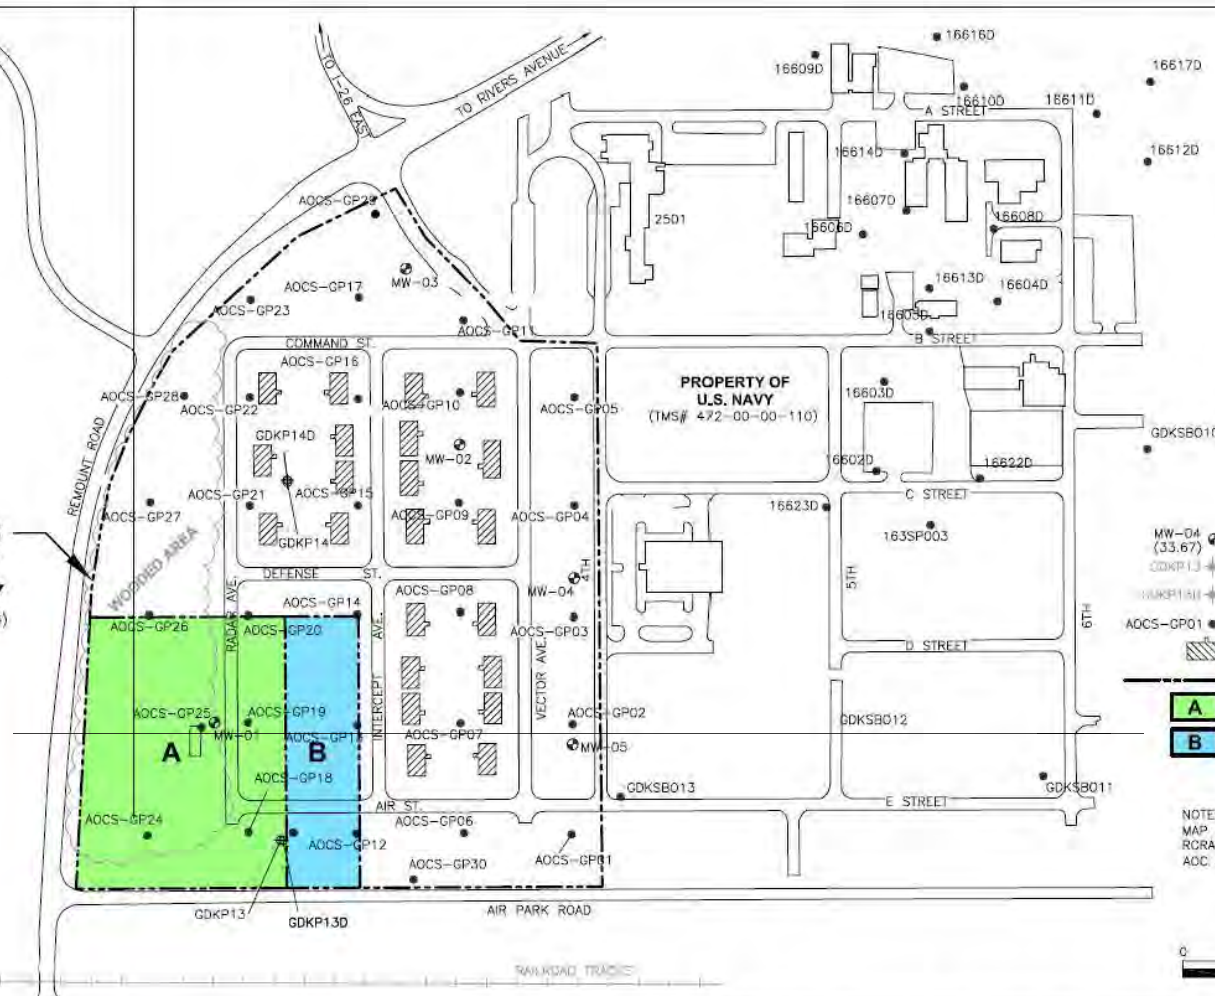 16616D
16609D
16617D
TO I-26 EAST
TO RIVERS AVENUE
16610D
16611D
A STREET
16614D
16612D
AOCS-GP29
16607D
2501
16608D
16606D
MW-03
AOCS-GP17
AOCS-GP23
16613D
16604D
AOCS-GP11
16605D
COMMAND ST.
B STREET
AOCS-GP16
PROPERTY OF
U.S. NAVY
(TMS# 472-00-00-110)
AOCS-GP28
AOCS-GP22
AOCS-GP10
AOCS-GP05
16603D
REMOUNT ROAD
GDKP14D
GDKSB010
MW-02
16602D
16622D
AOCS-GP21
AOCS-GP15
C STREET
AOCS-GP27
AOCS-GP09
AOCS-GP04
16623D
163SP003
GDKP14
MW-04
(33.67)
WOODED AREA
DEFENSE ST.
4TH
5TH
GDKP13
RADAR AVE.
AOCS-GP14
AOCS-GP08
MW-04
6TH
AOCS-GP26
AOCS-GP20
INTERCEPT AVE.
AOCS-GP03
AOCS-GP01
D STREET
VECTOR AVE.
AOCS-GP25
AOCS-GP19
AOCS-GP02
GDKSB012
A
MW-01
AOCS-GP07
MW-05
B
A
B
AOCS-GP18
GDKSB013
GDKSB011
AIR ST.
E STREET
AOCS-GP24
AOCS-GP06
NOTE
MAP
RCRA
AOC
AOCS-GP12
AOCS-GP30
AOCS-GP01
GDKP13
GDKP13D
AIR PARK ROAD
RAILROAD TRACKS
0